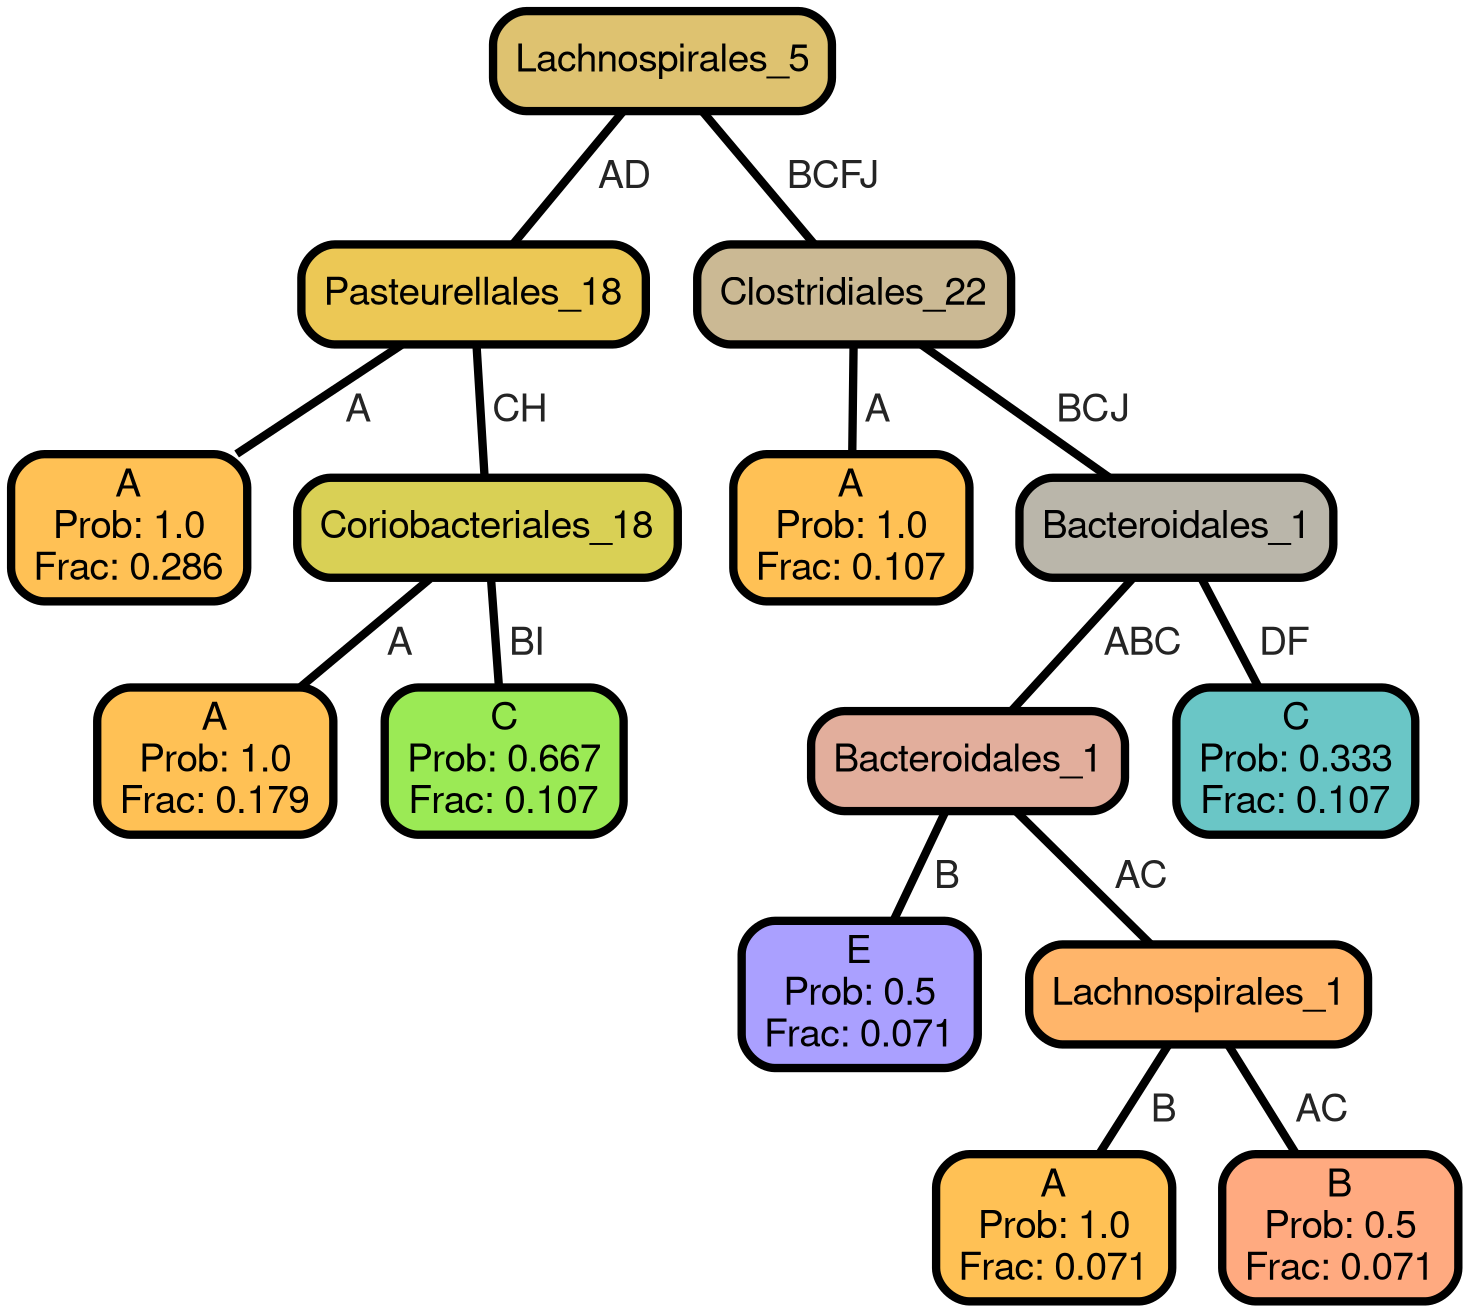 Lachnospirales_5
AD
BCFJ
Pasteurellales_18
Clostridiales_22
A
CH
A
BCJ
A
Prob: 1.0
Frac: 0.286
Coriobacteriales_18
A
Prob: 1.0
Frac: 0.107
Bacteroidales_1
A
BI
ABC
DF
A
Prob: 1.0
Frac: 0.179
C
Prob: 0.667
Frac: 0.107
Bacteroidales_1
C
Prob: 0.333
Frac: 0.107
B
AC
E
Prob: 0.5
Frac: 0.071
Lachnospirales_1
B
AC
A
Prob: 1.0
Frac: 0.071
B
Prob: 0.5
Frac: 0.071